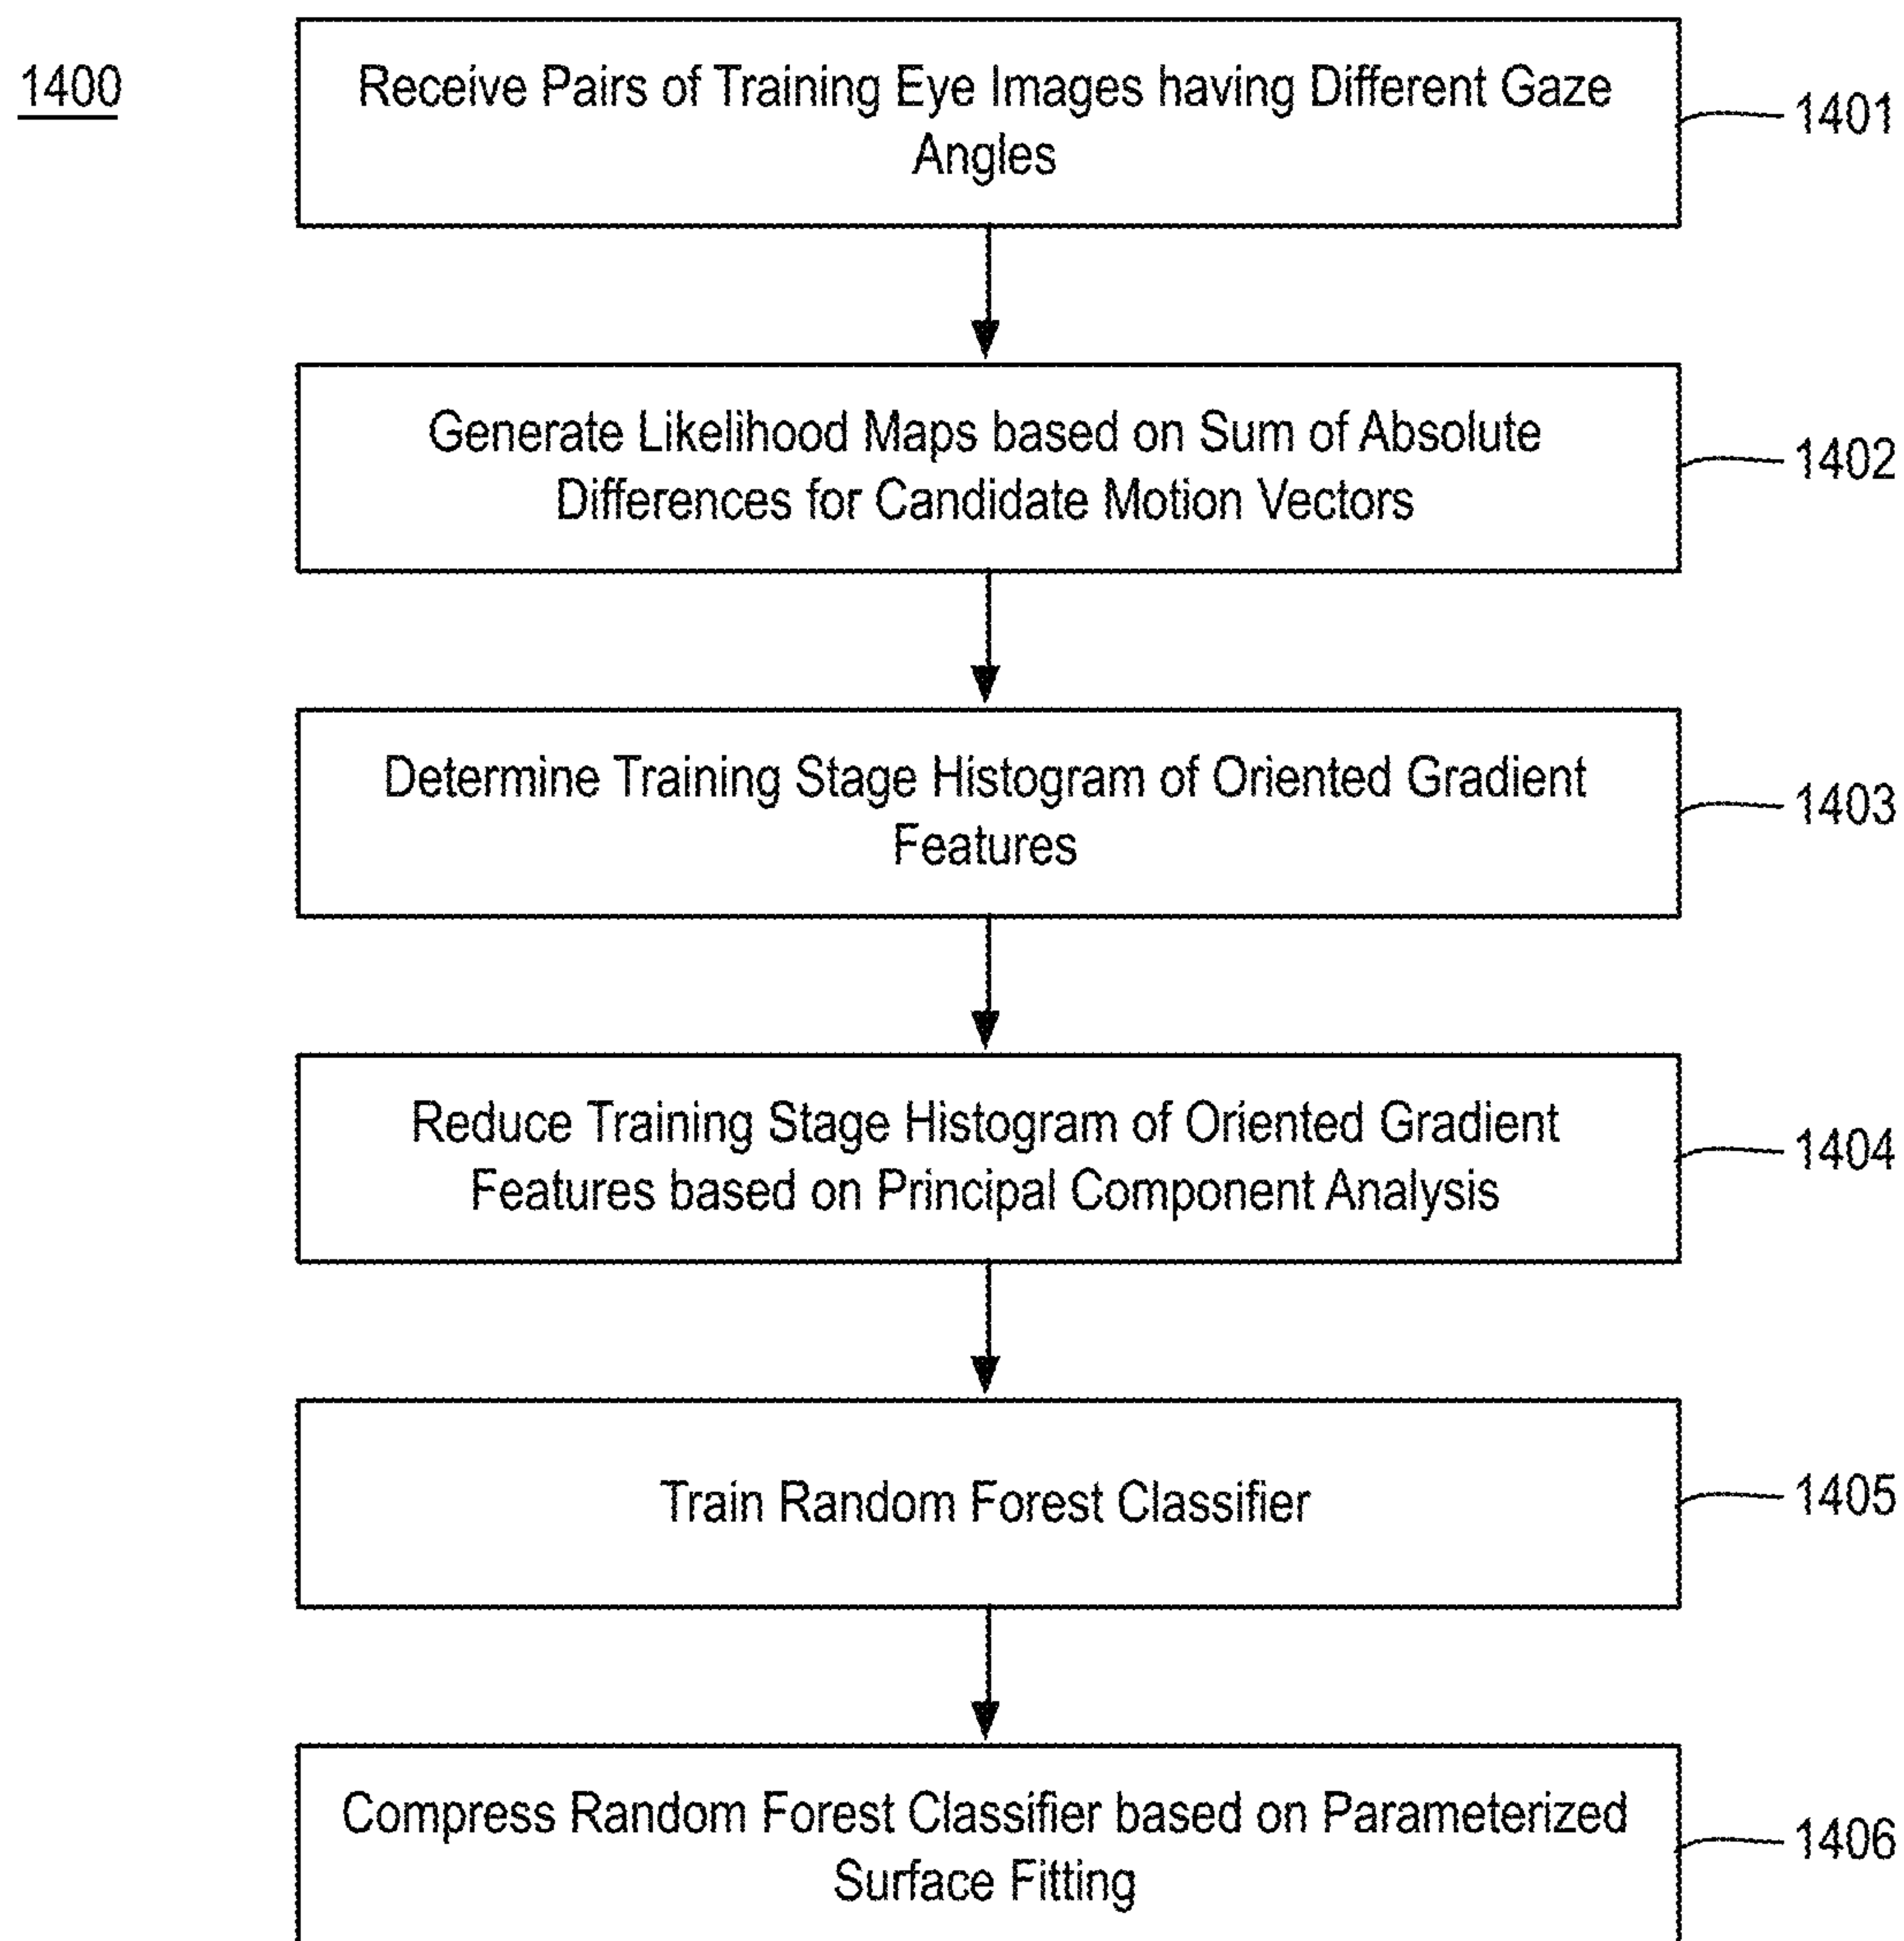 1400
Receive Pairs of Training Eye Images having Different Gaze
Angles
1401
Generate Likelihood Maps based on Sum of Absolute
Differences for Candidate Motion Vectors
1402
Determine Training Stage Histogram of Oriented Gradient
Features
1403
Reduce Training Stage Histogram of Oriented Gradient
Features based on Principal Component Analysis
1404
Train Random Forest Classifier
1405
Compress Random Forest Classifier based on Parameterized
Surface Fitting
1406